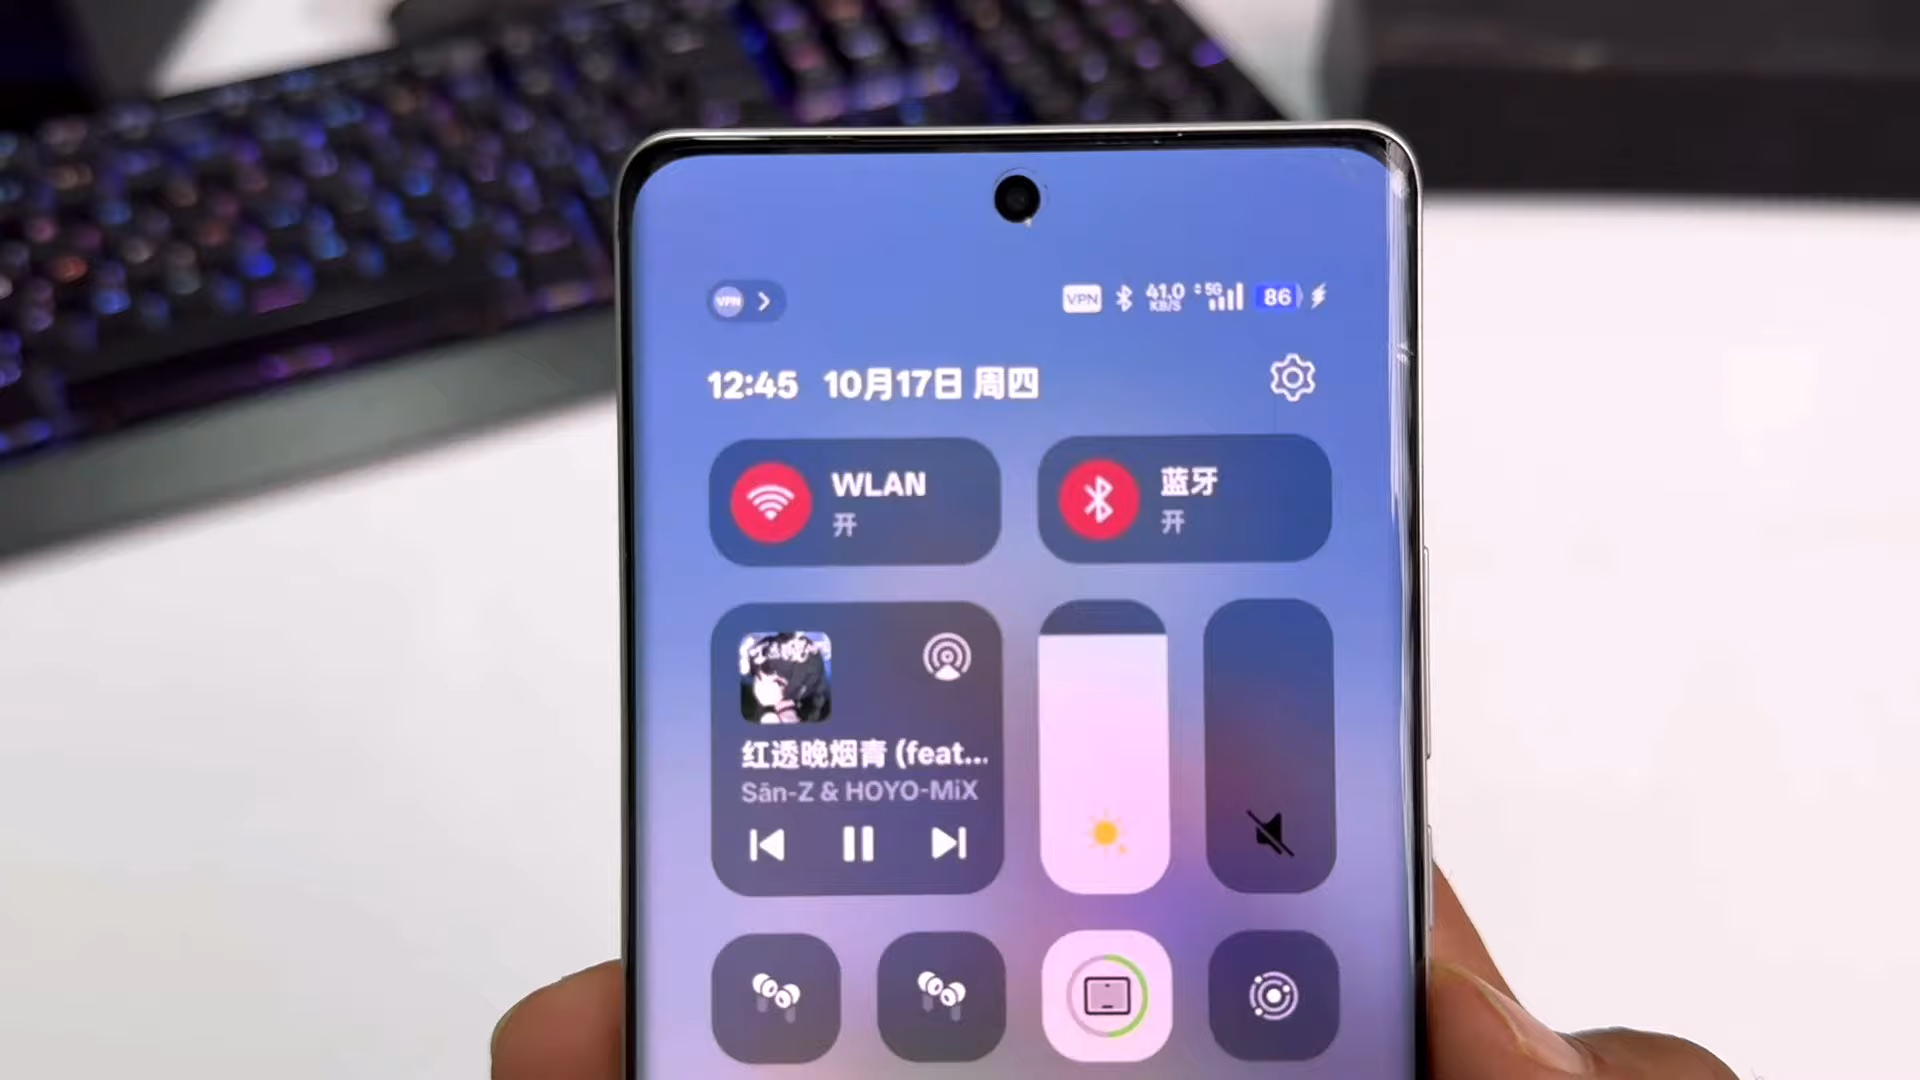 VPN
VPN 41.0 KB/S 5G 86
12:45 10月17日 周四
WLAN
开
蓝牙
开
红透晚烟青 (feat...
Sān-Z & HOYO-MiX